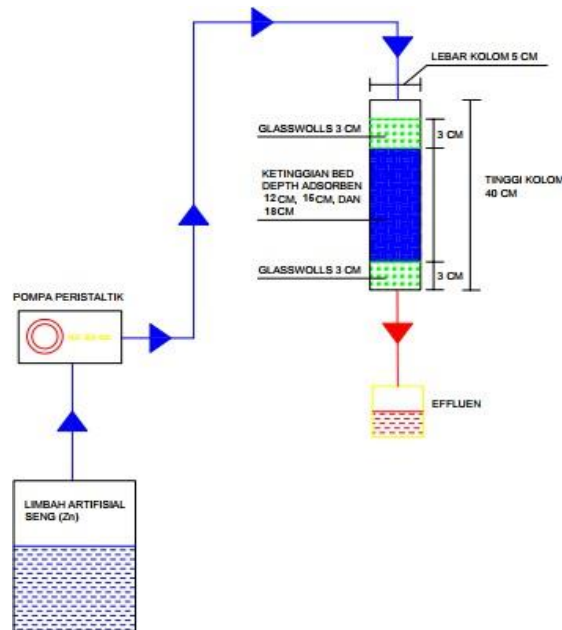 LEBAR KOLOM 5 CM
GLASSWOLLS 3 CM
3 CM
KETINGGIAN BED
DEPTH ADSORBEN
12CM, 15CM, DAN
18CM
TINGGI KOLOM
40 CM
GLASSWOLLS 3 CM
3 CM
POMPA PERISTALTIK
EFFLUEN
LIMBAH ARTIFISIAL
SENG (Zn)